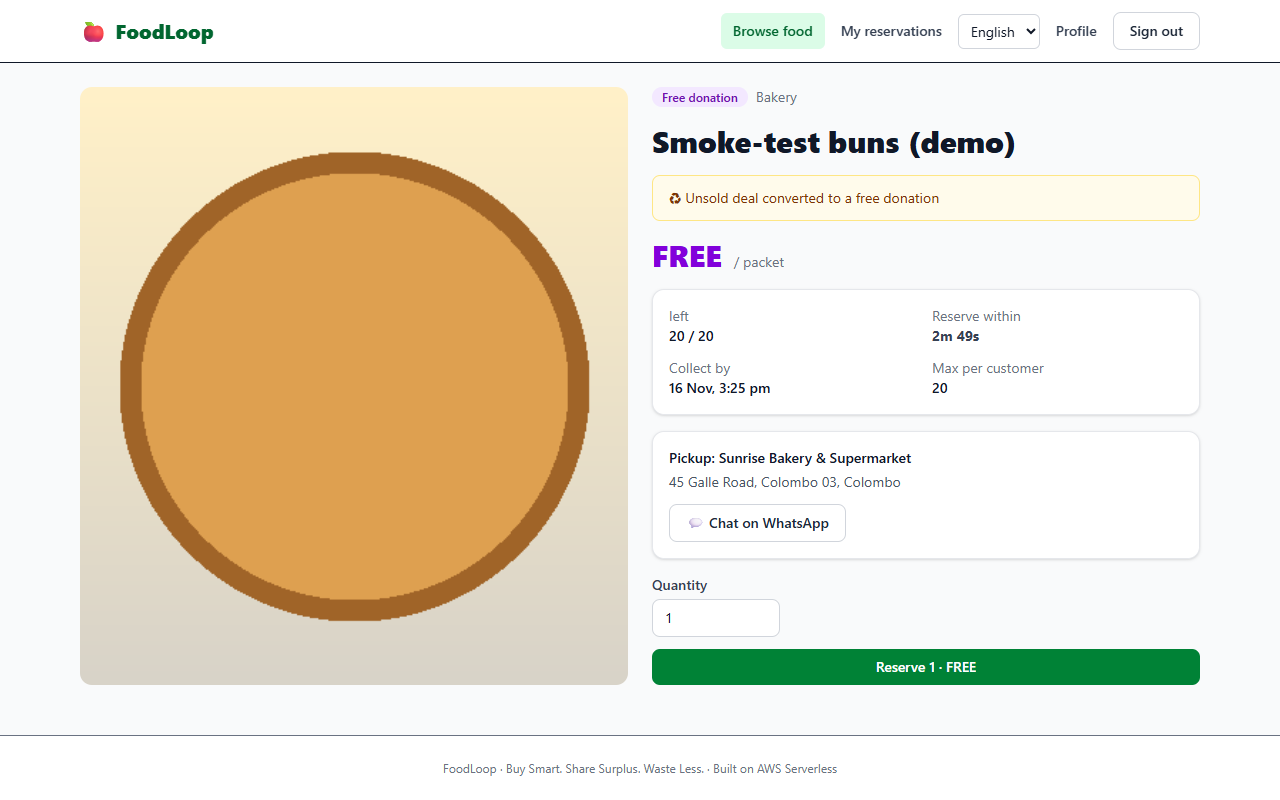 FoodLoop
Browse food
My reservations
English
Profile
Sign out
Free donation
Bakery
Smoke-test buns (demo)
♻ Unsold deal converted to a free donation
FREE / packet
left
20 / 20
Reserve within
2m 49s
Collect by
16 Nov, 3:25 pm
Max per customer
20
Pickup: Sunrise Bakery & Supermarket
45 Galle Road, Colombo 03, Colombo
Chat on WhatsApp
Quantity
1
Reserve 1 · FREE
FoodLoop · Buy Smart. Share Surplus. Waste Less. · Built on AWS Serverless